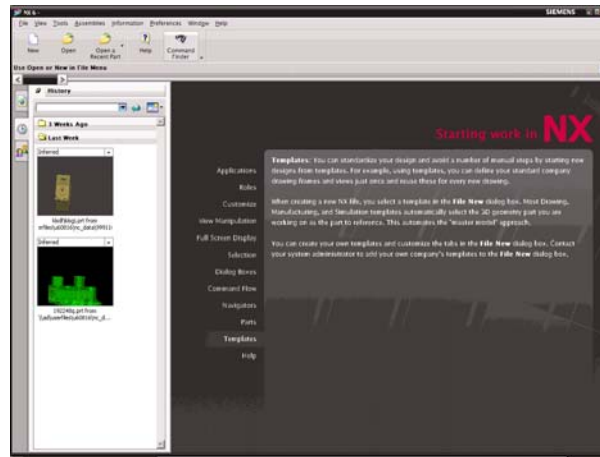 NX 6 -
SIEMENS
File View Tools Assemblies Information Preferences Window Help
New
Open
Open a Recent Part
Help
Command Finder
Use Open or New in File Menu
History
3 Weeks Ago
Last Week
Inferred
.prt from
Inferred
.prt from
Starting work in NX
Applications
Roles
Customize
View Manipulation
Full Screen Display
Selection
Dialog Boxes
Command Flow
Navigators
Parts
Templates
Help
Templates: You can standardize your design and avoid a number of manual steps by starting new
designs from templates. For example, using templates, you can define your standard company
drawing frames and views just once and reuse these for every new drawing.
When creating a new NX file, you select a template in the File New dialog box. Most Drawing,
Manufacturing, and Simulation templates automatically select the 3D geometry part you are
working on as the part to reference. This automates the "master model" approach.
You can create your own templates and customize the tabs in the File New dialog box. Contact
your system administrator to add your own company's templates to the File New dialog box.